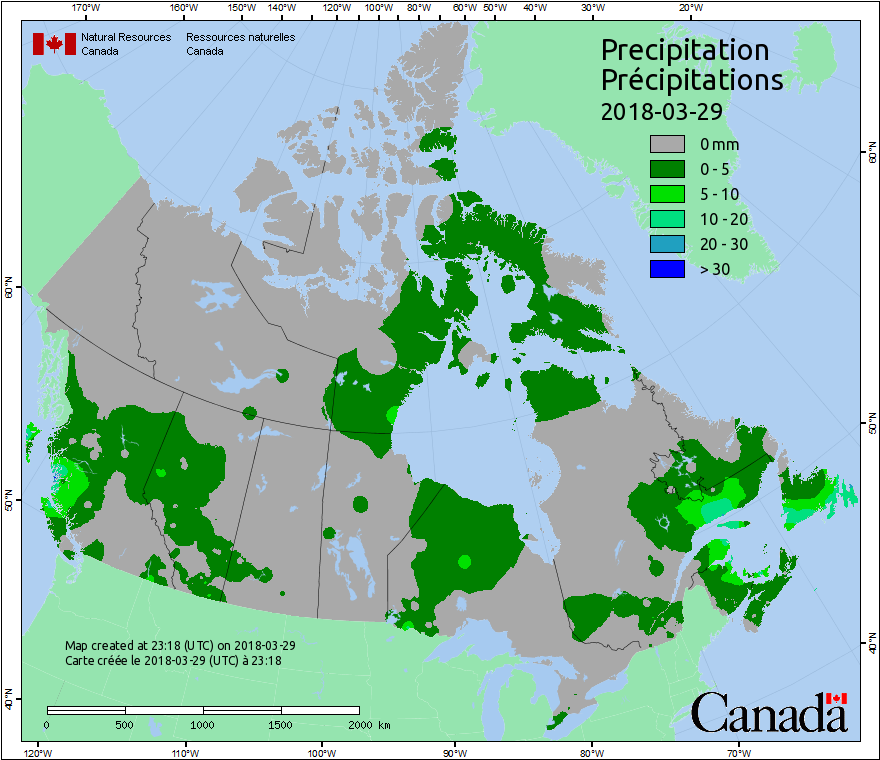 170°W 160°W 150°W 140°W 130°W 120°W 110°W 100°W 90°W 80°W 60°W 50°W 40°W 30°W 20°W
Natural Resources Ressources naturelles
Canada Canada
Precipitation
Précipitations
2018-03-29
0 mm
0 - 5
5 - 10
10 - 20
20 - 30
> 30
60°N
60°N
50°N
50°N
40°N
40°N
Map created at 23:18 (UTC) on 2018-03-29
Carte créée le 2018-03-29 (UTC) à 23:18
0 500 1000 1500 2000 km
Canada
120°W 110°W 100°W 90°W 80°W 70°W